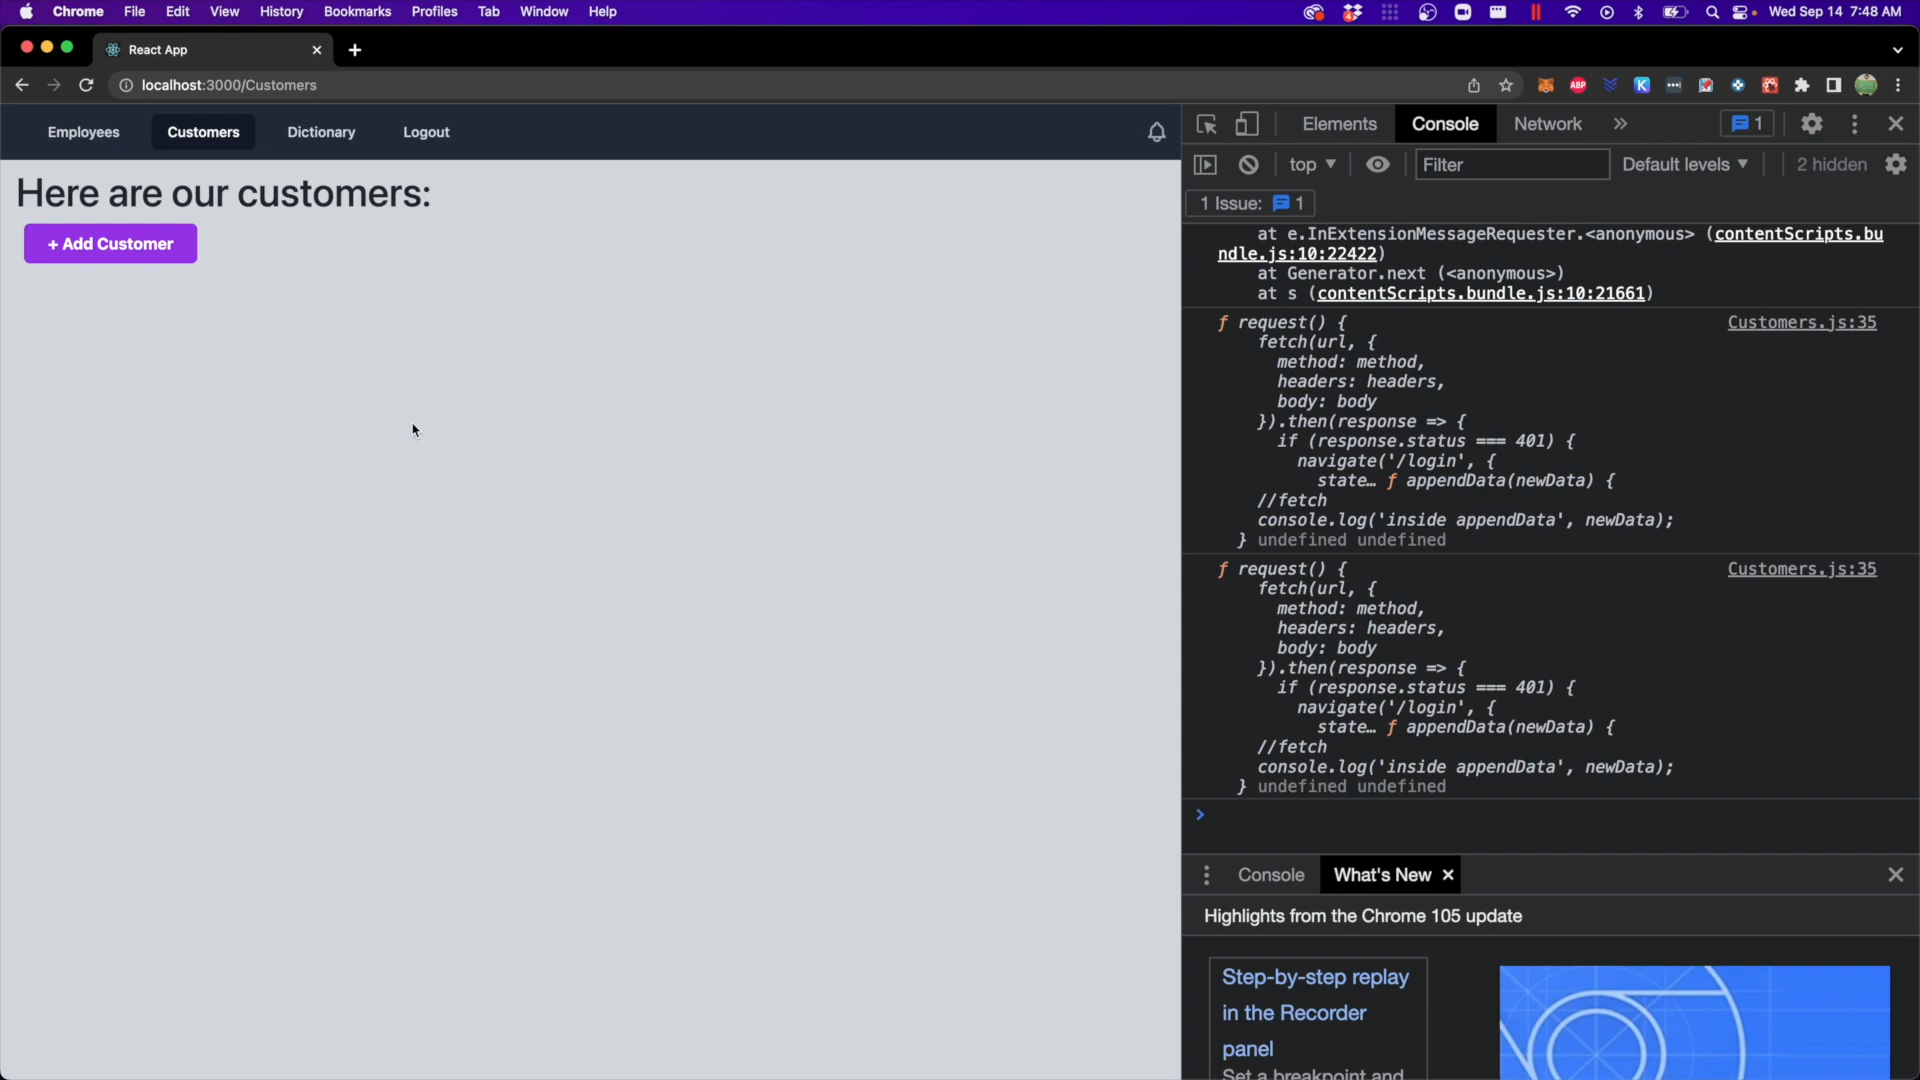 Chrome File Edit View History Bookmarks Profiles Tab Window Help Wed Sep 14 7:48 AM
React App
localhost:3000/Customers
ABP
K
Employees Customers Dictionary Logout
Here are our customers:
+ Add Customer
Elements Console Network 1
top Filter Default levels 2 hidden
1 Issue: 1
at e.InExtensionMessageRequester.<anonymous> (contentScripts.bu
ndle.js:10:22422)
at Generator.next (<anonymous>)
at s (contentScripts.bundle.js:10:21661)
ƒ request() { Customers.js:35
fetch(url, {
method: method,
headers: headers,
body: body
}).then(response => {
if (response.status === 401) {
navigate('/login', {
state… ƒ appendData(newData) {
//fetch
console.log('inside appendData', newData);
} undefined undefined
ƒ request() { Customers.js:35
fetch(url, {
method: method,
headers: headers,
body: body
}).then(response => {
if (response.status === 401) {
navigate('/login', {
state… ƒ appendData(newData) {
//fetch
console.log('inside appendData', newData);
} undefined undefined
Console What's New
Highlights from the Chrome 105 update
Step-by-step replay
in the Recorder
panel
Set a breakpoint and